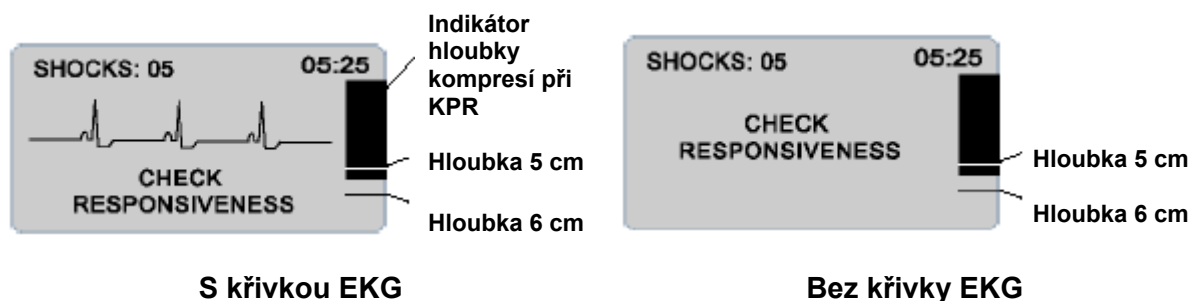 SHOCKS: 05 05:25
CHECK
RESPONSIVENESS
Indikátor
hloubky
kompresí při
KPR
Hloubka 5 cm
Hloubka 6 cm
S křivkou EKG
SHOCKS: 05 05:25
CHECK
RESPONSIVENESS
Hloubka 5 cm
Hloubka 6 cm
Bez křivky EKG